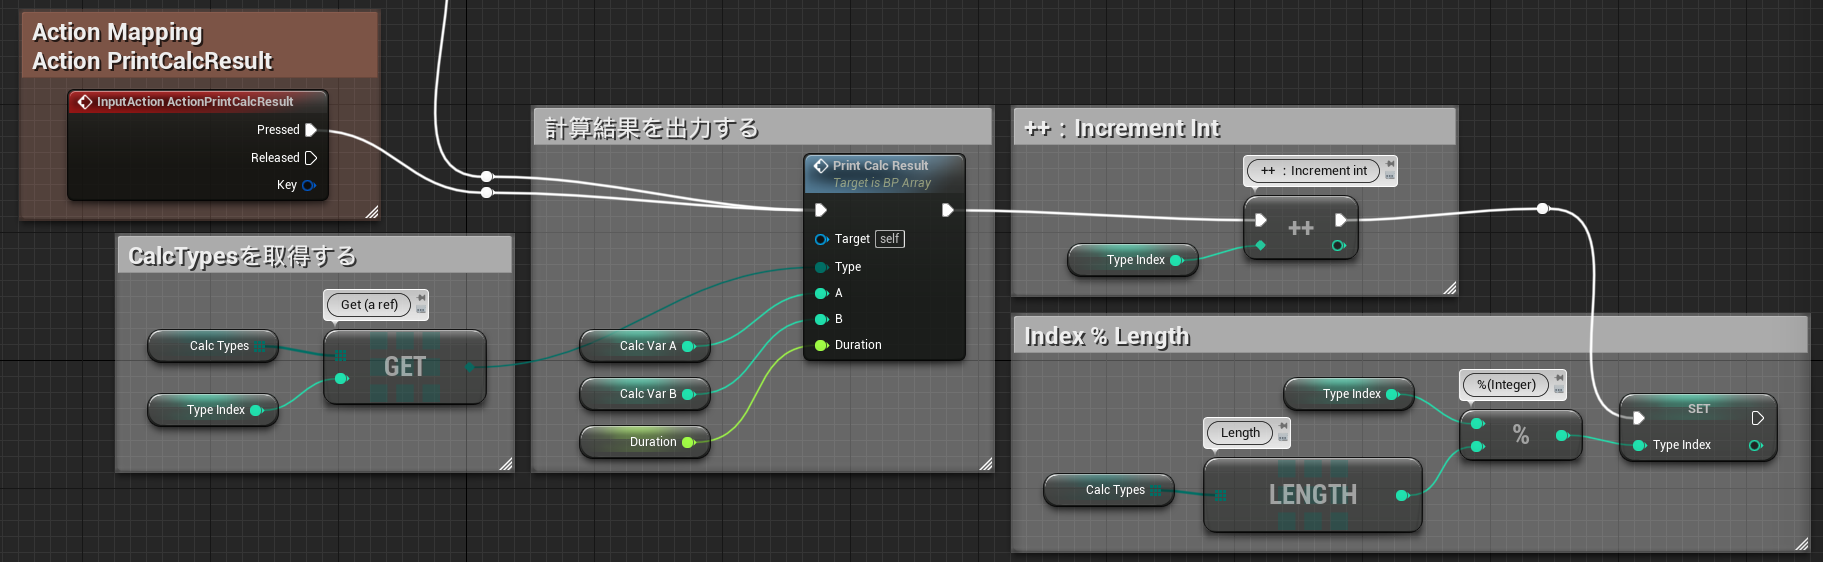 Action Mapping
Action PrintCalcResult
InputAction ActionPrintCalcResult
Pressed
Released
Key
CalcTypesを取得する
Get (a ref)
Calc Types
GET
Type Index
計算結果を出力する
Print Calc Result
Target is BP Array
Target self
Type
A
B
Duration
Calc Var A
Calc Var B
Duration
++ : Increment Int
++ : Increment int
++
Type Index
Index % Length
Type Index
%(Integer)
%
SET
Type Index
Length
LENGTH
Calc Types